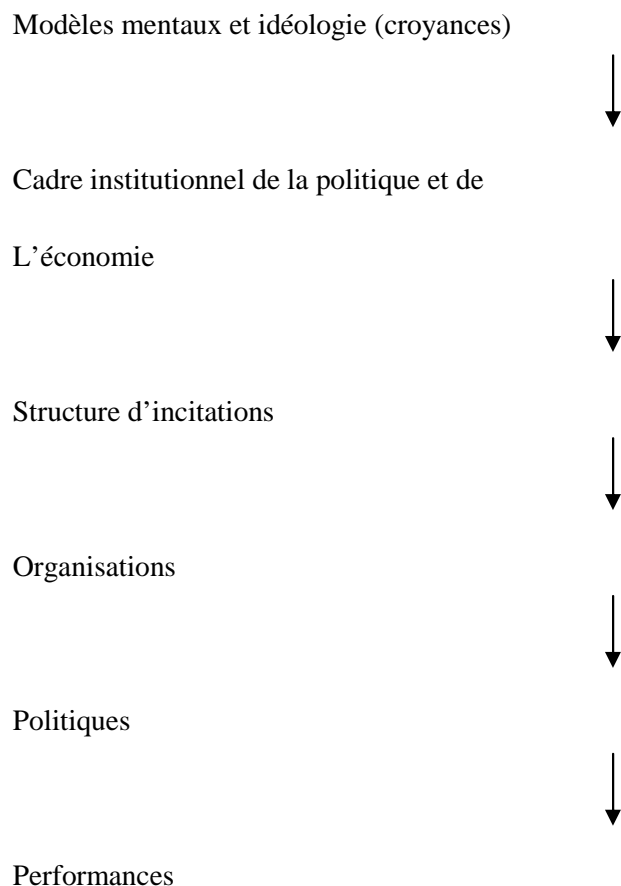 Modèles mentaux et idéologie (croyances)
Cadre institutionnel de la politique et de
L’économie
Structure d’incitations
Organisations
Politiques
Performances